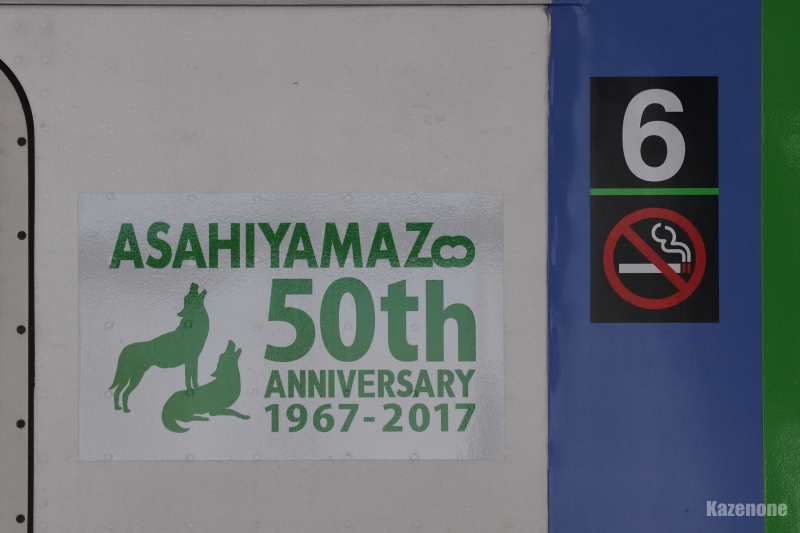 ASAHIYAMAZoo
50th
ANNIVERSARY
1967-2017
6
Kazenone